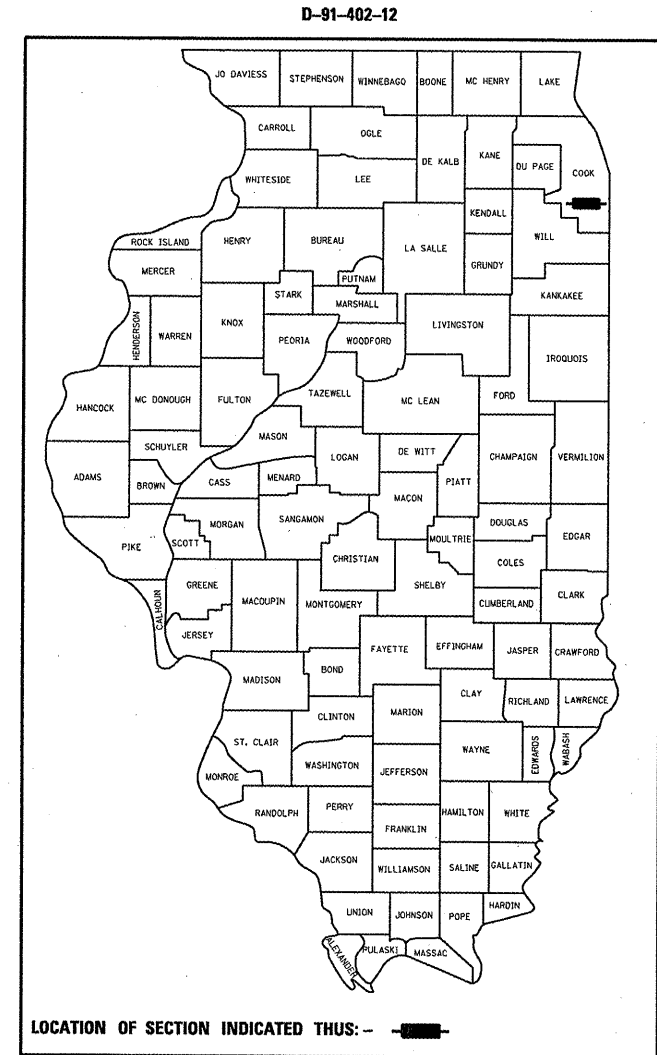 D-91-402-12
JO DAVIESS STEPHENSON WINNEBAGO BOONE MC HENRY LAKE
CARROLL OGLE
DE KALB KANE DU PAGE COOK
WHITESIDE LEE
KENDALL WILL
ROCK ISLAND HENRY BUREAU LA SALLE
MERCER PUTNAM GRUNDY
STARK MARSHALL KANKAKEE
HENDERSON WARREN KNOX PEORIA WOODFORD LIVINGSTON IROQUOIS
HANCOCK MC DONOUGH FULTON TAZEWELL MC LEAN FORD
SCHUYLER MASON LOGAN DE WITT CHAMPAIGN VERMILION
ADAMS BROWN CASS MENARD MACON PIATT
PIKE SCOTT MORGAN SANGAMON CHRISTIAN MOULTRIE DOUGLAS EDGAR
COLES
CALHOUR GREENE MACOUPIN MONTGOMERY SHELBY CUMBERLAND CLARK
JERSEY FAYETTE EFFINGHAM JASPER CRAWFORD
MADISON BOND CLAY RICHLAND LAWRENCE
CLINTON MARION
ST. CLAIR WASHINGTON JEFFERSON WAYNE EDWARDS WABASH
MONROE
RANDOLPH PERRY FRANKLIN HAMILTON WHITE
JACKSON WILLIAMSON SALINE GALLATIN
UNION JOHNSON POPE HARDIN
ALEXANDER PULASKI MASSAC
LOCATION OF SECTION INDICATED THUS: -